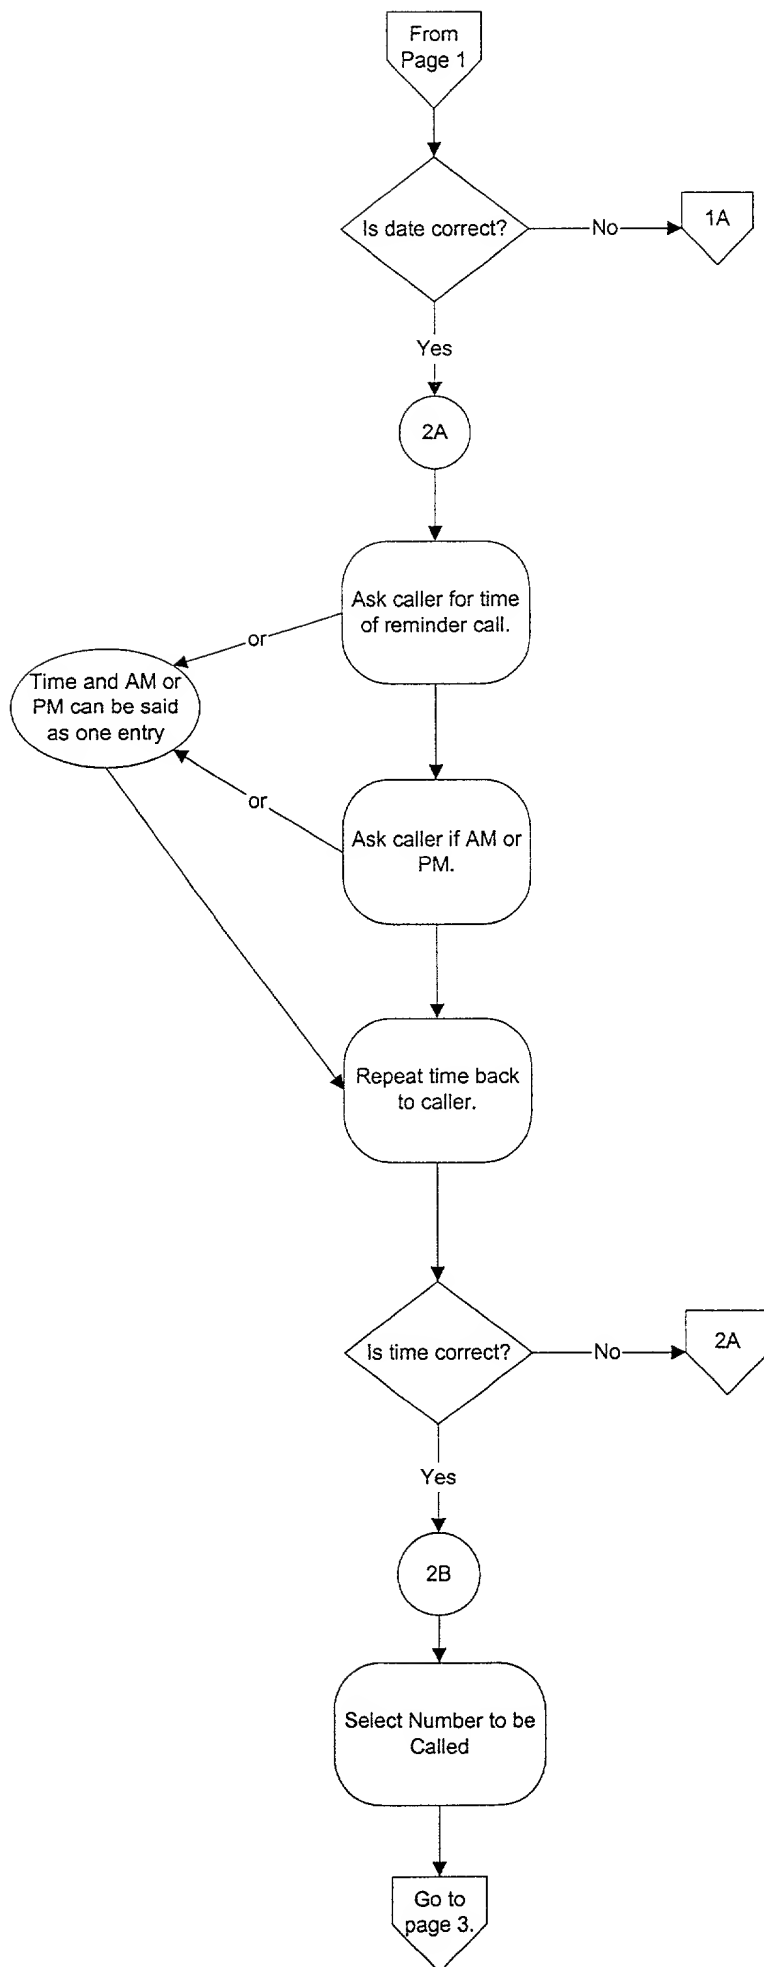 From
Page 1
Is date correct?
No
1A
Yes
2A
Ask caller for time
of reminder call.
or
Time and AM or
PM can be said
as one entry
or
Ask caller if AM or
PM.
Repeat time back
to caller.
Is time correct?
No
2A
Yes
2B
Select Number to be
Called
Go to
page 3.